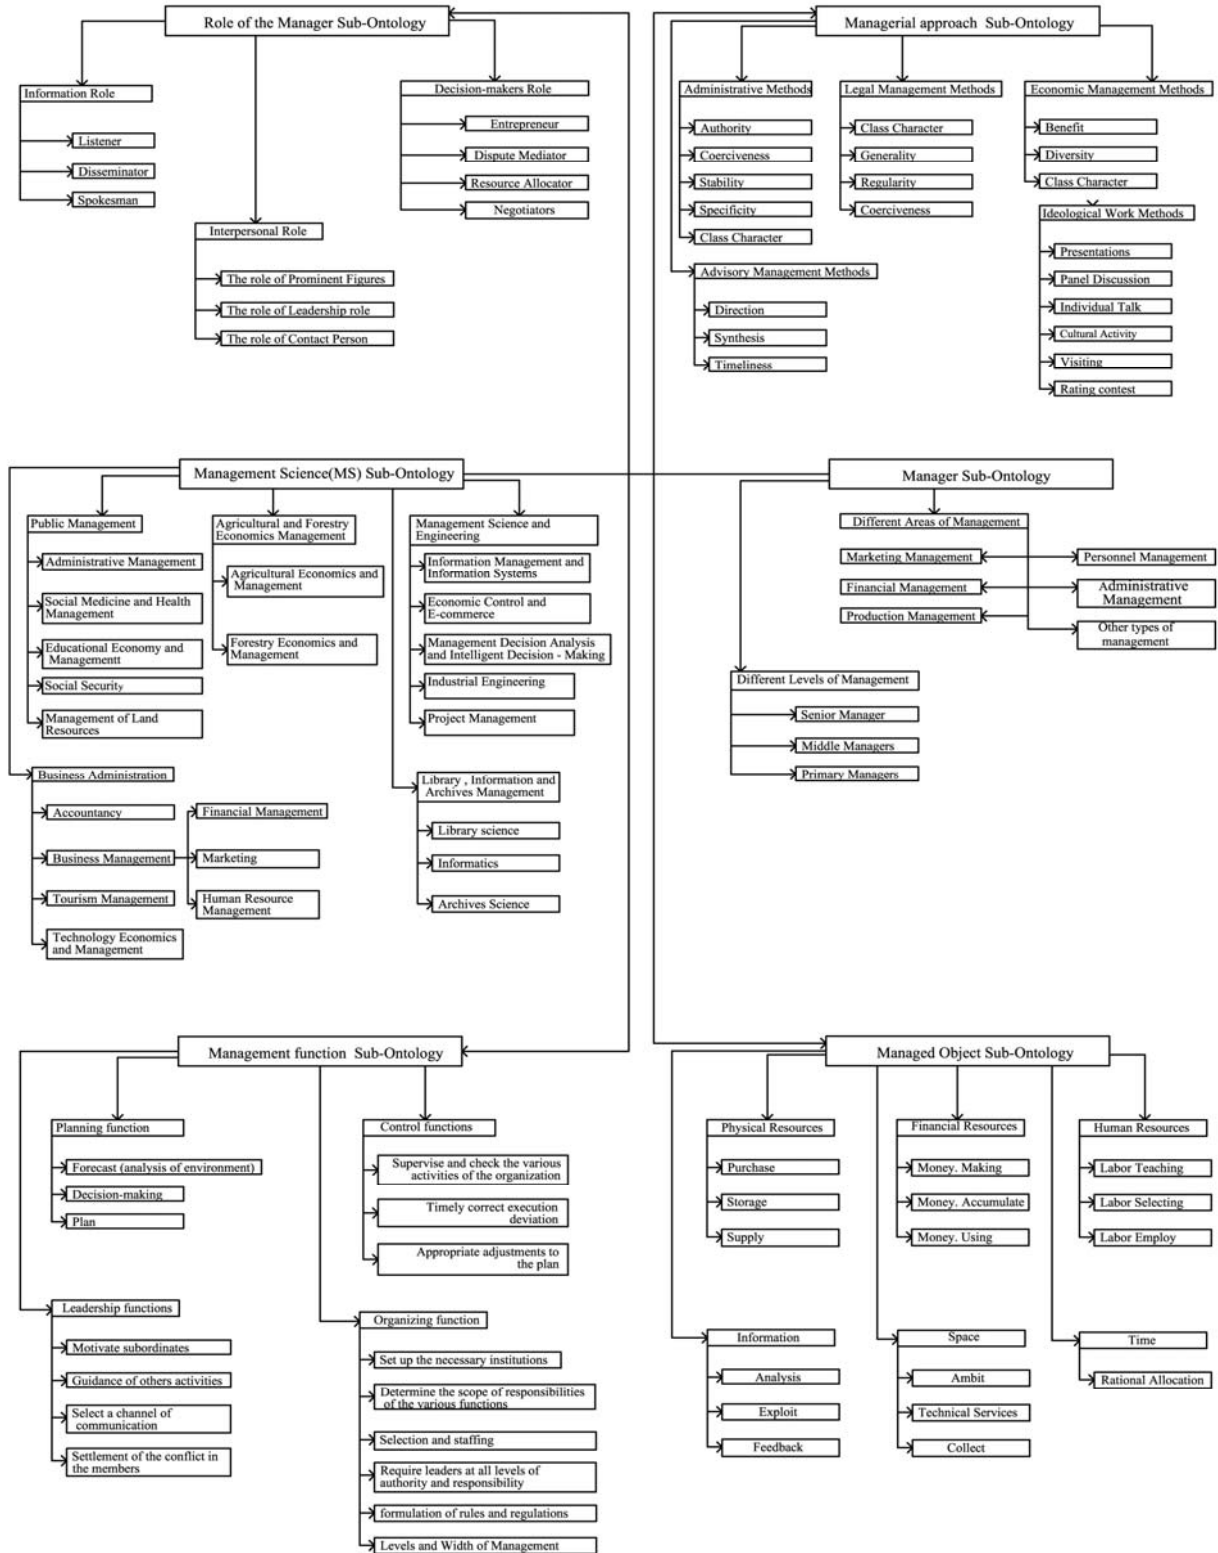 Role of the Manager Sub-Ontology
Information Role
Listener
Disseminator
Spokesman
Interpersonal Role
The role of Prominent Figures
The role of Leadership role
The role of Contact Person
Decision-makers Role
Entrepreneur
Dispute Mediator
Resource Allocator
Negotiators
Managerial approach Sub-Ontology
Administrative Methods
Authority
Coerciveness
Stability
Specificity
Class Character
Advisory Management Methods
Direction
Synthesis
Timeliness
Legal Management Methods
Class Character
Generality
Regularity
Coerciveness
Economic Management Methods
Benefit
Diversity
Class Character
Ideological Work Methods
Presentations
Panel Discussion
Individual Talk
Cultural Activity
Visiting
Rating contest
Management Science(MS) Sub-Ontology
Public Management
Administrative Management
Social Medicine and Health
Management
Educational Economy and
Managementt
Social Security
Management of Land
Resources
Agricultural and Forestry
Economics Management
Agricultural Economics and
Management
Forestry Economics and
Management
Management Science and
Engineering
Information Management and
Information Systems
Economic Control and
E-commerce
Management Decision Analysis
and Intelligent Decision - Making
Industrial Engineering
Project Management
Business Administration
Accountancy
Business Management
Tourism Management
Technology Economics
and Management
Financial Management
Marketing
Human Resource
Management
Library , Information and
Archives Management
Library science
Informatics
Archives Science
Manager Sub-Ontology
Different Areas of Management
Marketing Management
Financial Management
Production Management
Personnel Management
Administrative
Management
Other types of
management
Different Levels of Management
Senior Manager
Middle Managers
Primary Managers
Management function Sub-Ontology
Planning function
Forecast (analysis of environment)
Decision-making
Plan
Leadership functions
Motivate subordinates
Guidance of others activities
Select a channel of
communication
Settlement of the conflict in
the members
Control functions
Supervise and check the various
activities of the organization
Timely correct execution
deviation
Appropriate adjustments to
the plan
Organizing function
Set up the necessary institutions
Determine the scope of responsibilities
of the various functions
Selection and staffing
Require leaders at all levels of
authority and responsibility
formulation of rules and regulations
Levels and Width of Management
Managed Object Sub-Ontology
Physical Resources
Purchase
Storage
Supply
Financial Resources
Money. Making
Money. Accumulate
Money. Using
Human Resources
Labor Teaching
Labor Selecting
Labor Employ
Information
Analysis
Exploit
Feedback
Space
Ambit
Technical Services
Collect
Time
Rational Allocation